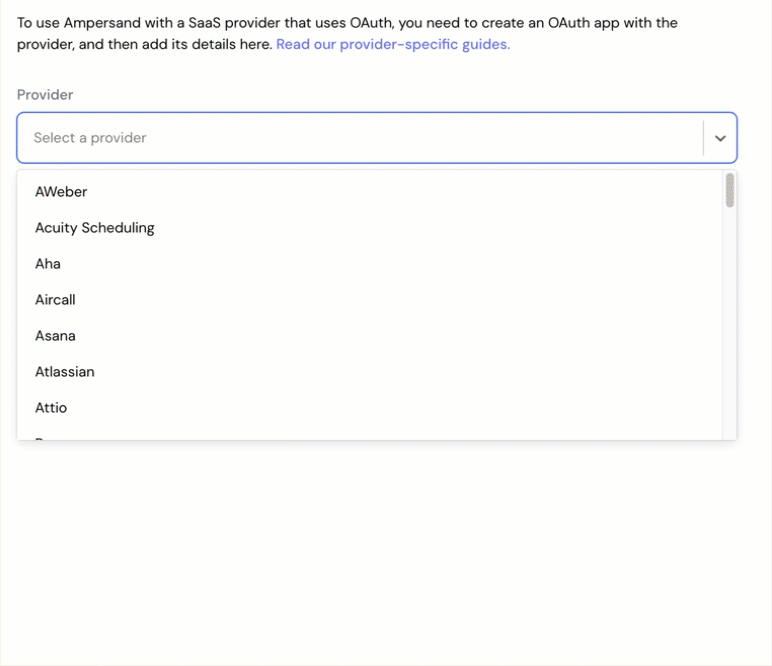 To use Ampersand with a SaaS provider that uses OAuth, you need to create an OAuth app with the
provider, and then add its details here. Read our provider-specific guides.
Provider
Select a provider
AWeber
Acuity Scheduling
Aha
Aircall
Asana
Atlassian
Attio